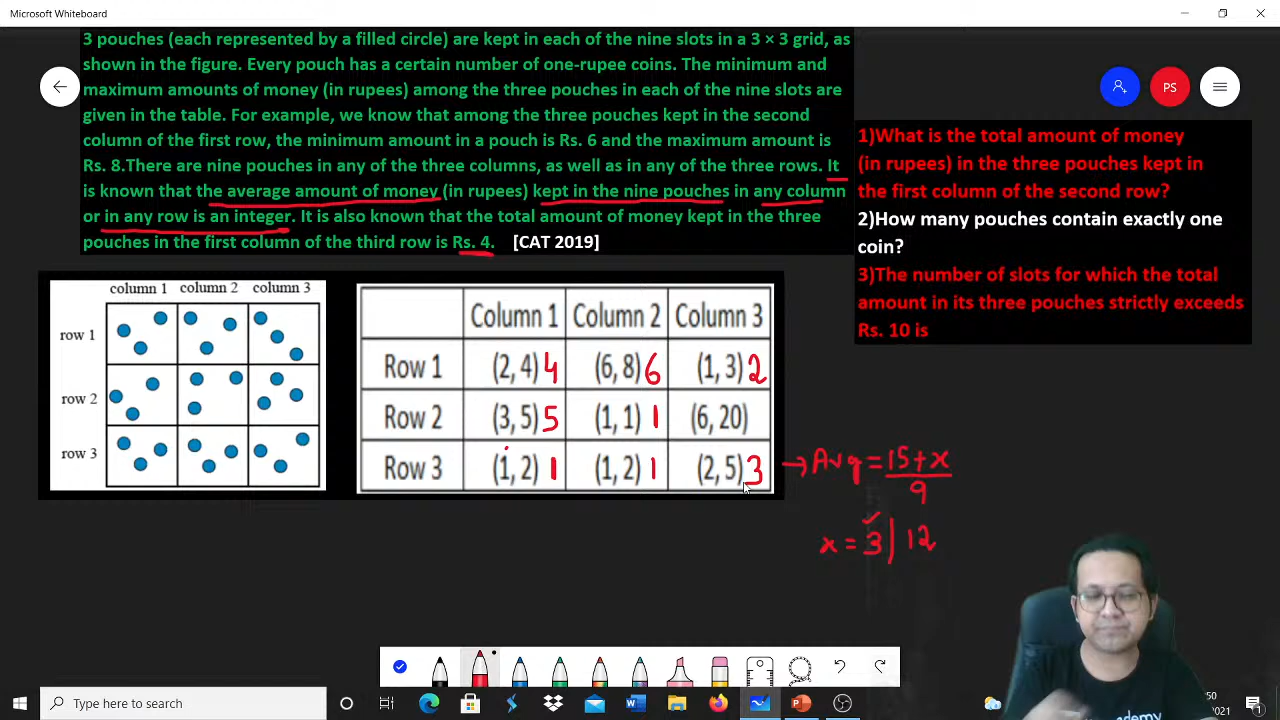 Microsoft Whiteboard
3 pouches (each represented by a filled circle) are kept in each of the nine slots in a 3 × 3 grid, as
shown in the figure. Every pouch has a certain number of one-rupee coins. The minimum and
maximum amounts of money (in rupees) among the three pouches in each of the nine slots are
given in the table. For example, we know that among the three pouches kept in the second
column of the first row, the minimum amount in a pouch is Rs. 6 and the maximum amount is
Rs. 8.There are nine pouches in any of the three columns, as well as in any of the three rows. It
is known that the average amount of money (in rupees) kept in the nine pouches in any column
or in any row is an integer. It is also known that the total amount of money kept in the three
pouches in the first column of the third row is Rs. 4. [CAT 2019]
PS
1)What is the total amount of money
(in rupees) in the three pouches kept in
the first column of the second row?
2)How many pouches contain exactly one
coin?
3)The number of slots for which the total
amount in its three pouches strictly exceeds
Rs. 10 is
column 1 column 2 column 3
row 1
row 2
row 3
Column 1 Column 2 Column 3
Row 1 (2, 4) 4 (6, 8) 6 (1, 3) 2
Row 2 (3, 5) 5 (1, 1) 1 (6, 20)
Row 3 (1, 2) 1 (1, 2) 1 (2, 5) 3
→ Avg = 15+x
9
x = 3 | 12
Type here to search